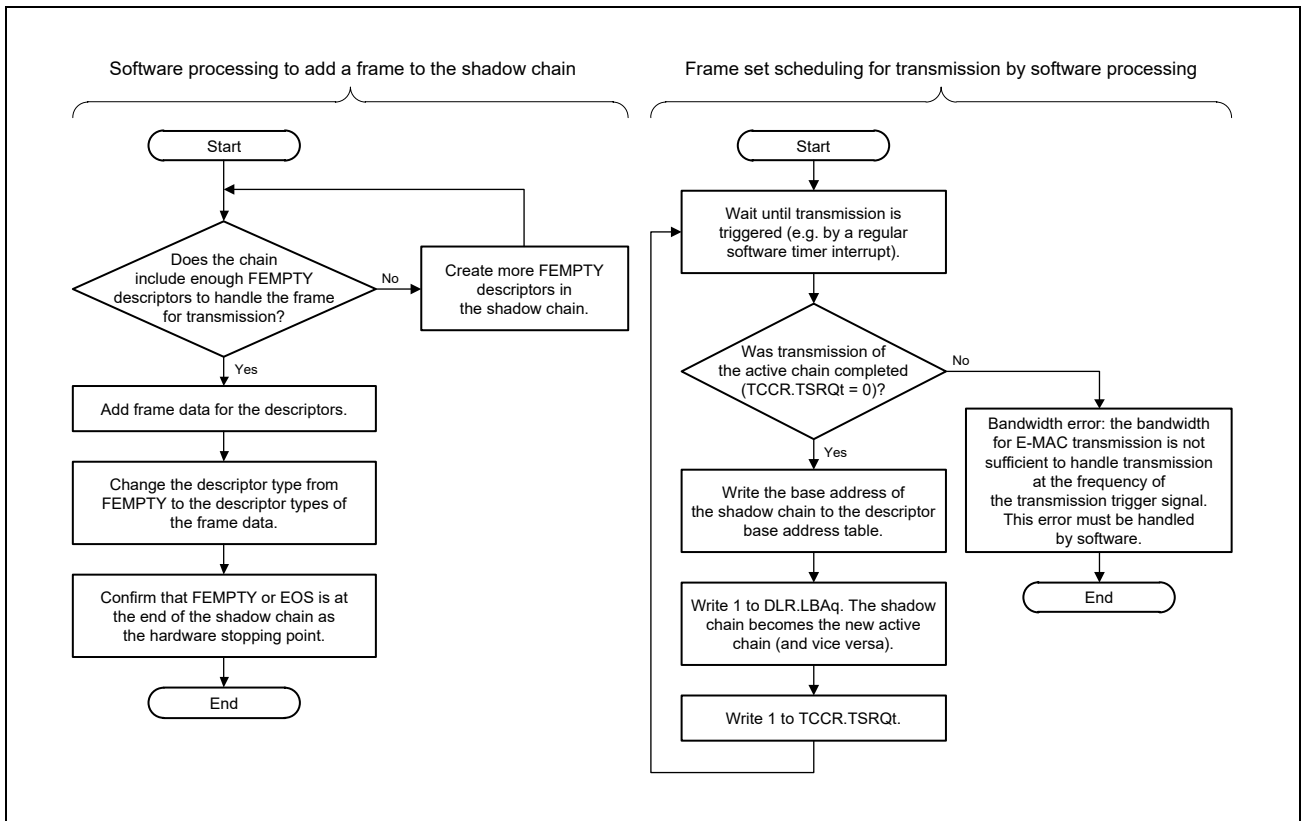 Software processing to add a frame to the shadow chain
Start
Does the chain
include enough FEMPTY
descriptors to handle the frame
for transmission?
No
Create more FEMPTY
descriptors in
the shadow chain.
Yes
Add frame data for the descriptors.
Change the descriptor type from
FEMPTY to the descriptor types of
the frame data.
Confirm that FEMPTY or EOS is at
the end of the shadow chain as
the hardware stopping point.
End
Frame set scheduling for transmission by software processing
Start
Wait until transmission is
triggered (e.g. by a regular
software timer interrupt).
Was transmission of
the active chain completed
(TCCR.TSRQt = 0)?
No
Bandwidth error: the bandwidth
for E-MAC transmission is not
sufficient to handle transmission
at the frequency of
the transmission trigger signal.
This error must be handled
by software.
End
Yes
Write the base address of
the shadow chain to the descriptor
base address table.
Write 1 to DLR.LBAq. The shadow
chain becomes the new active
chain (and vice versa).
Write 1 to TCCR.TSRQt.